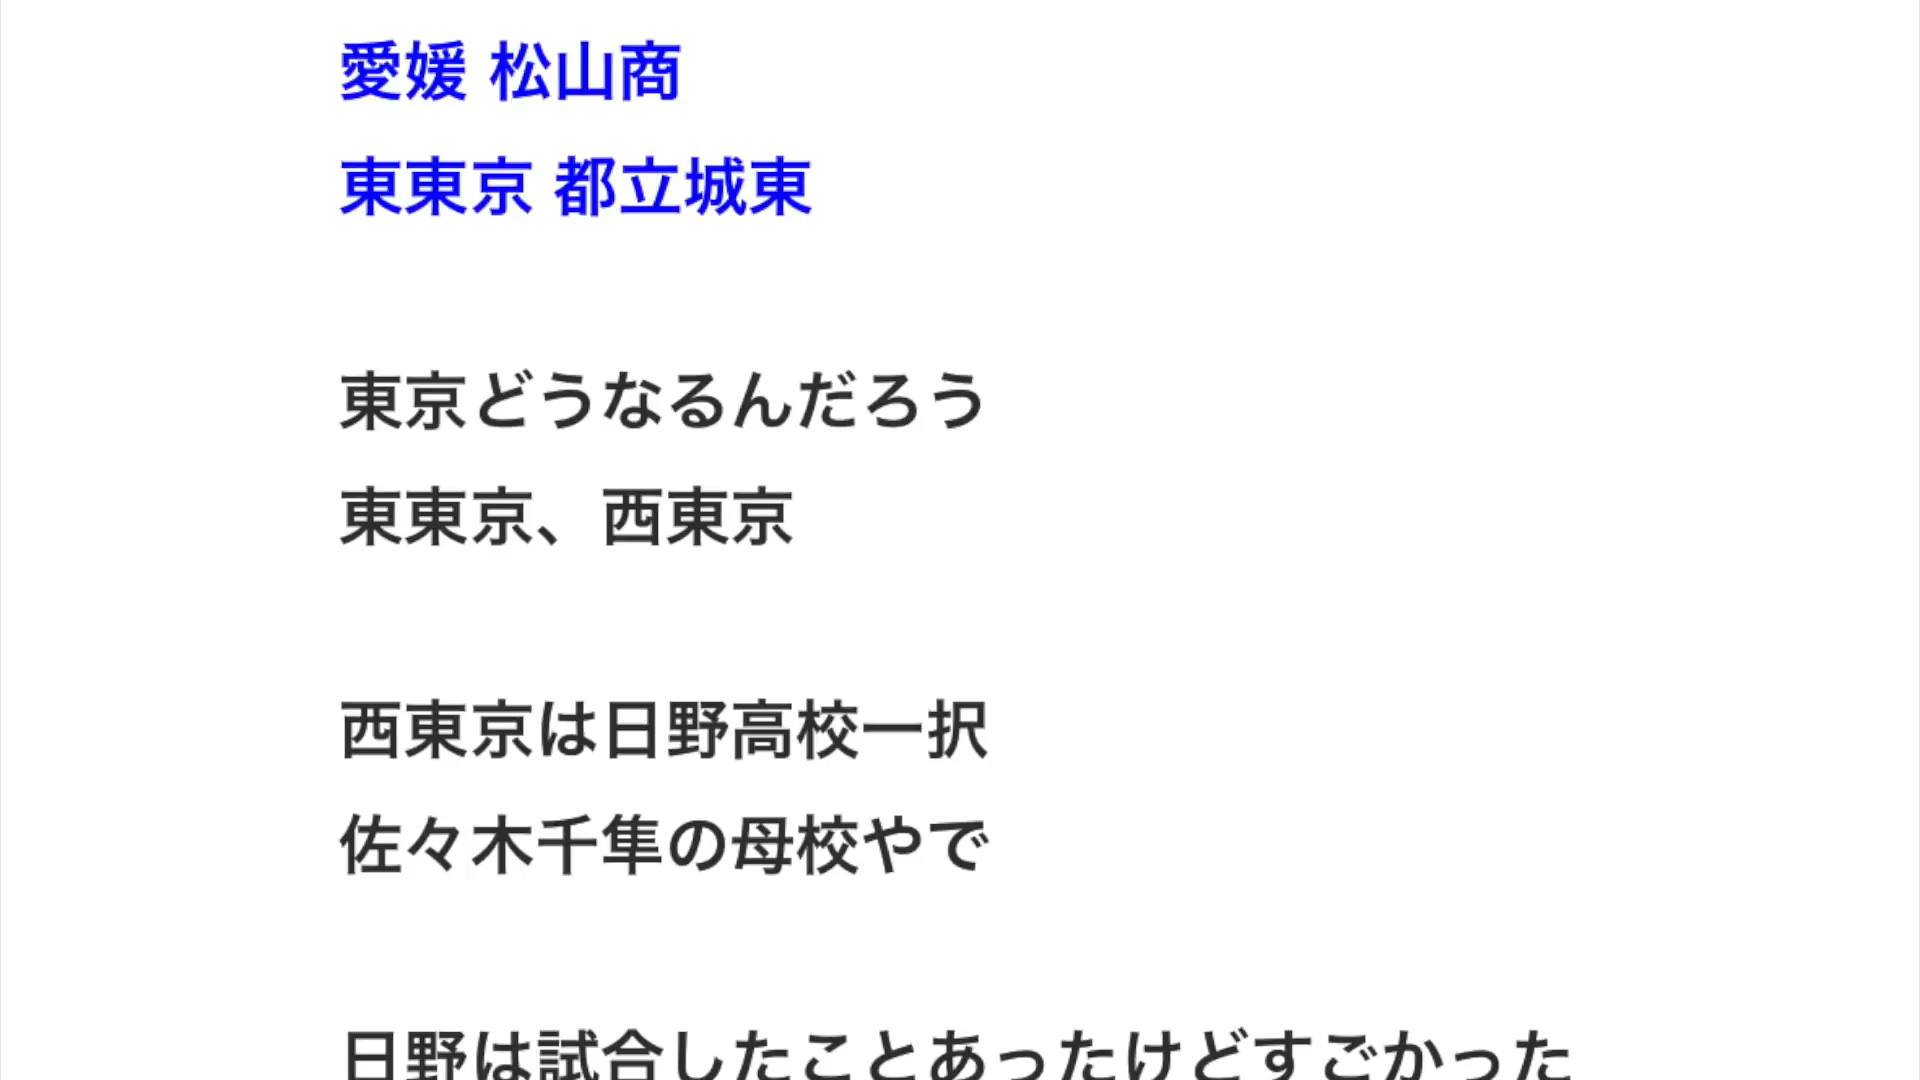 愛媛 松山商
東東京 都立城東
東京どうなるんだろう
東東京、西東京
西東京は日野高校一択
佐々木千隼の母校やで
日野は試合したことあったけどすごかった